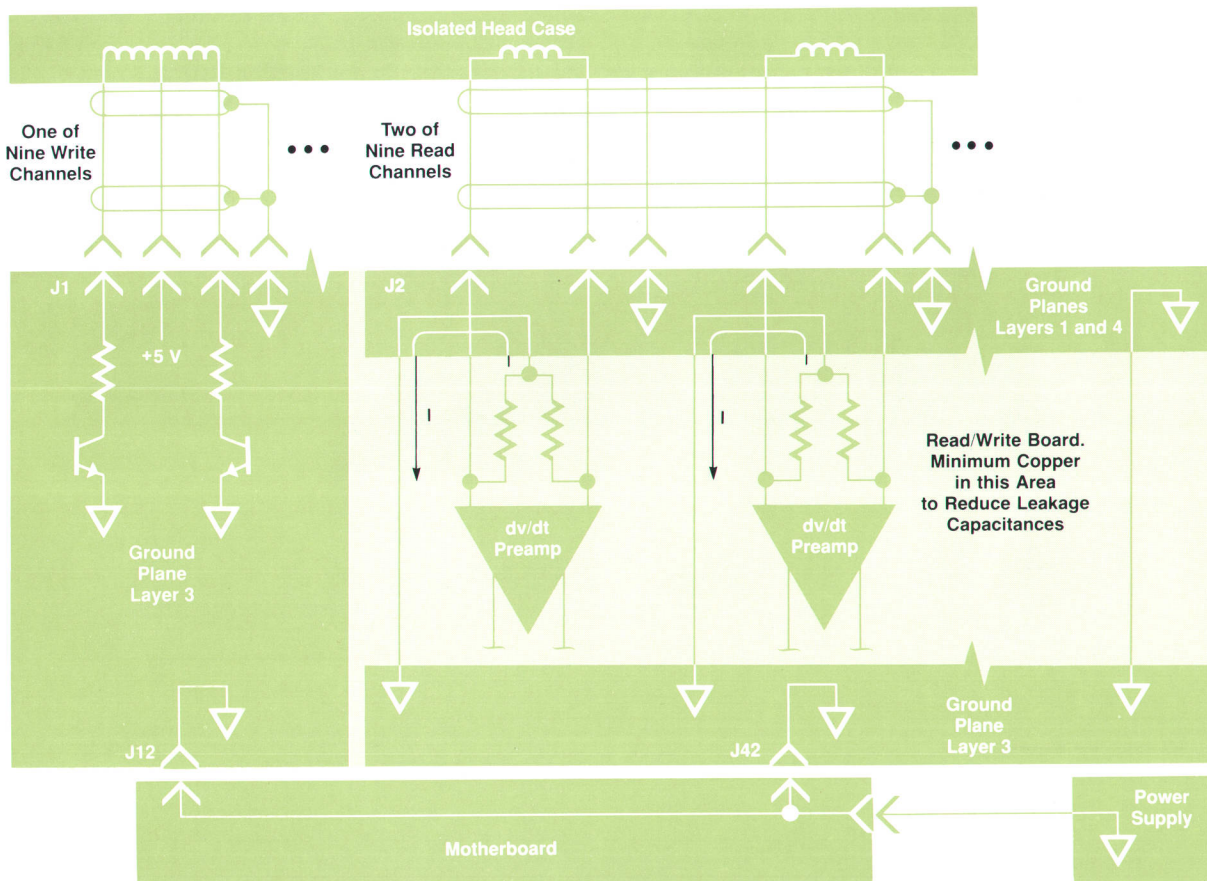 Isolated Head Case
One of
Nine Write
Channels
• • •
Two of
Nine Read
Channels
• • •
J1
+5 V
Ground
Plane
Layer 3
J2
Ground
Planes
Layers 1 and 4
I
I
I
I
dv/dt
Preamp
dv/dt
Preamp
Read/Write Board.
Minimum Copper
in this Area
to Reduce Leakage
Capacitances
J12
J42
Ground
Plane
Layer 3
Motherboard
Power
Supply